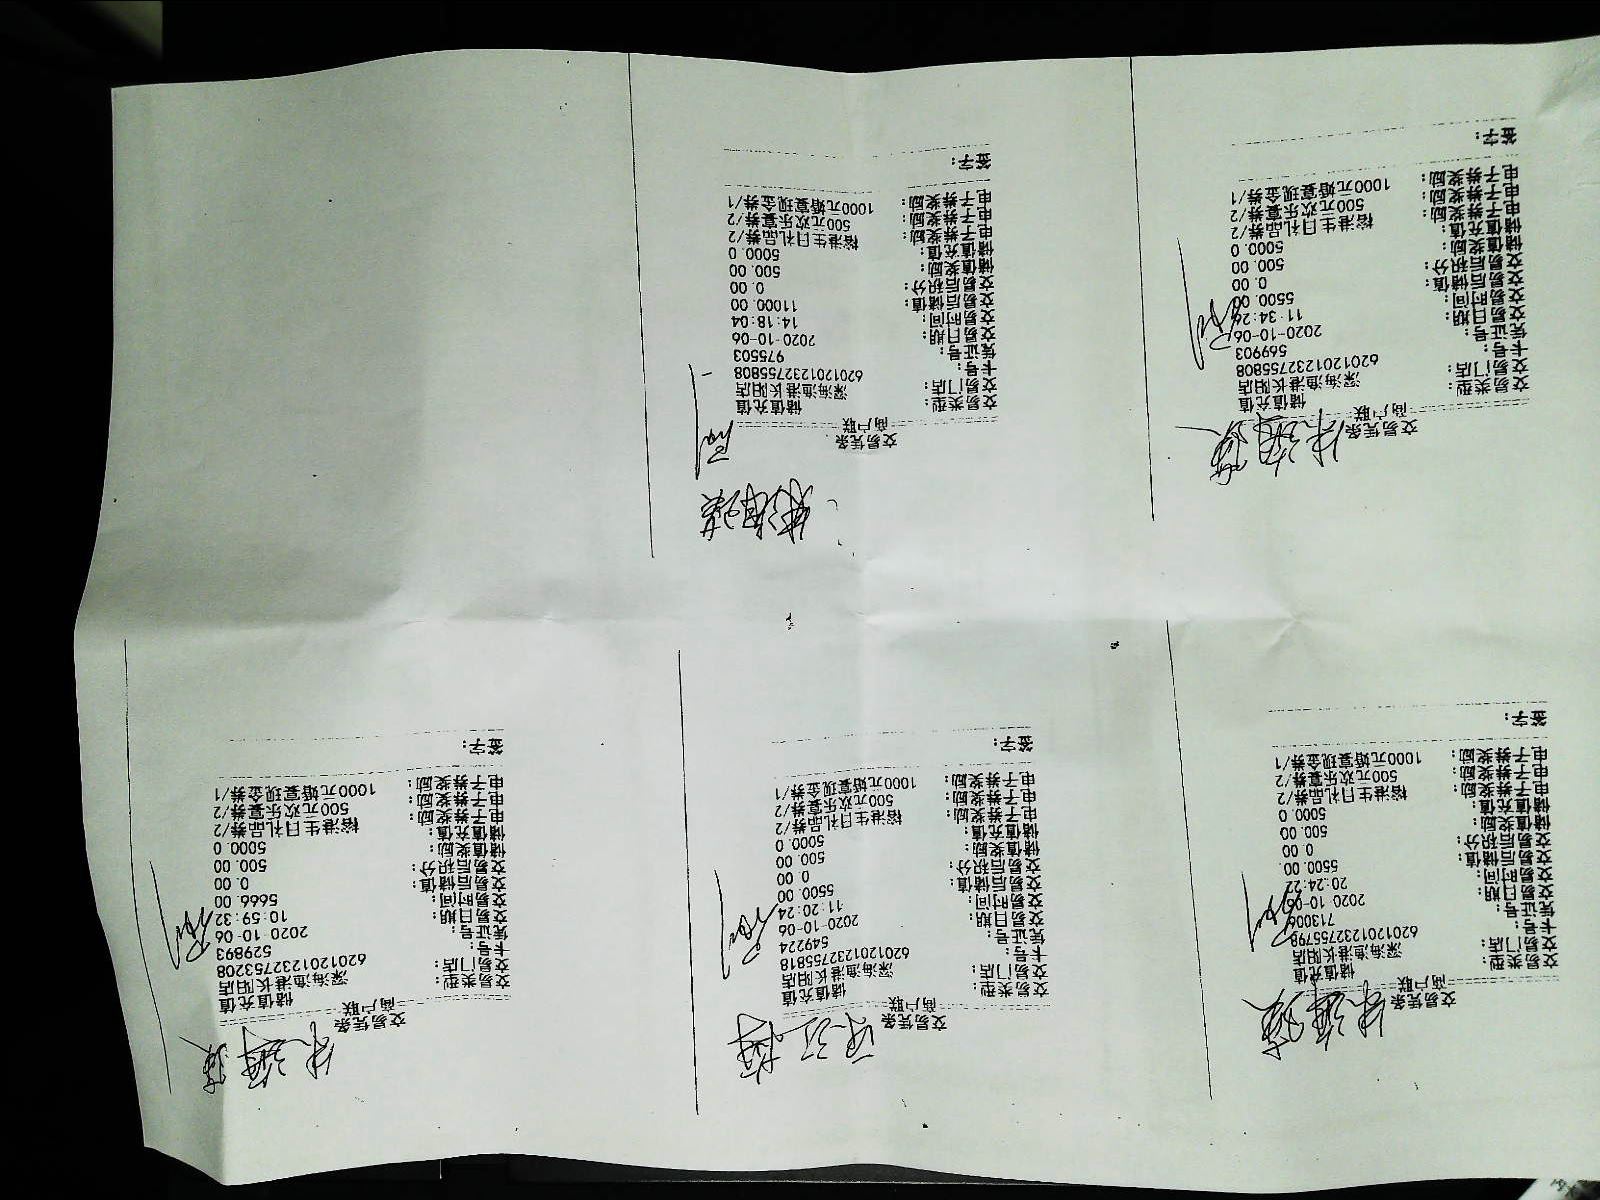 交易凭条
商户联
交易类型: 储值充值
交易门店: 深海渔港长阳店
卡号: 6201201232755798
凭证号: 713006
交易日期: 2020-10-06
交易时间: 20:24:22
交易后储值: 5500.00
交易后积分: 0.00
储值奖励: 500.00
储值充值: 5000.0
电子券奖励: 榕港生日礼品券/2
电子券奖励: 500元欢乐宴券/2
电子券奖励: 1000元婚宴现金券/1
签字:
交易凭条
商户联
交易类型: 储值充值
交易门店: 深海渔港长阳店
卡号: 6201201232755818
凭证号: 549224
交易日期: 2020-10-06
交易时间: 11:20:24
交易后储值: 5500.00
交易后积分: 0.00
储值奖励: 500.00
储值充值: 5000.0
电子券奖励: 榕港生日礼品券/2
电子券奖励: 500元欢乐宴券/2
电子券奖励: 1000元婚宴现金券/1
签字:
交易凭条
商户联
交易类型: 储值充值
交易门店: 深海渔港长阳店
卡号: 6201201232753208
凭证号: 529893
交易日期: 2020-10-06
交易时间: 10:59:32
交易后储值: 5666.00
交易后积分: 0.00
储值奖励: 500.00
储值充值: 5000.0
电子券奖励: 榕港生日礼品券/2
电子券奖励: 500元欢乐宴券/2
电子券奖励: 1000元婚宴现金券/1
签字:
交易凭条
商户联
交易类型: 储值充值
交易门店: 深海渔港长阳店
卡号: 6201201232755808
凭证号: 569903
交易日期: 2020-10-06
交易时间: 11:34:26
交易后储值: 5500.00
交易后积分: 0.00
储值奖励: 500.00
储值充值: 5000.0
电子券奖励: 榕港生日礼品券/2
电子券奖励: 500元欢乐宴券/2
电子券奖励: 1000元婚宴现金券/1
签字:
交易凭条
商户联
交易类型: 储值充值
交易门店: 深海渔港长阳店
卡号: 6201201232755808
凭证号: 975503
交易日期: 2020-10-06
交易时间: 14:18:04
交易后储值: 11000.00
交易后积分: 0.00
储值奖励: 500.00
储值充值: 5000.0
电子券奖励: 榕港生日礼品券/2
电子券奖励: 500元欢乐宴券/2
电子券奖励: 1000元婚宴现金券/1
签字: